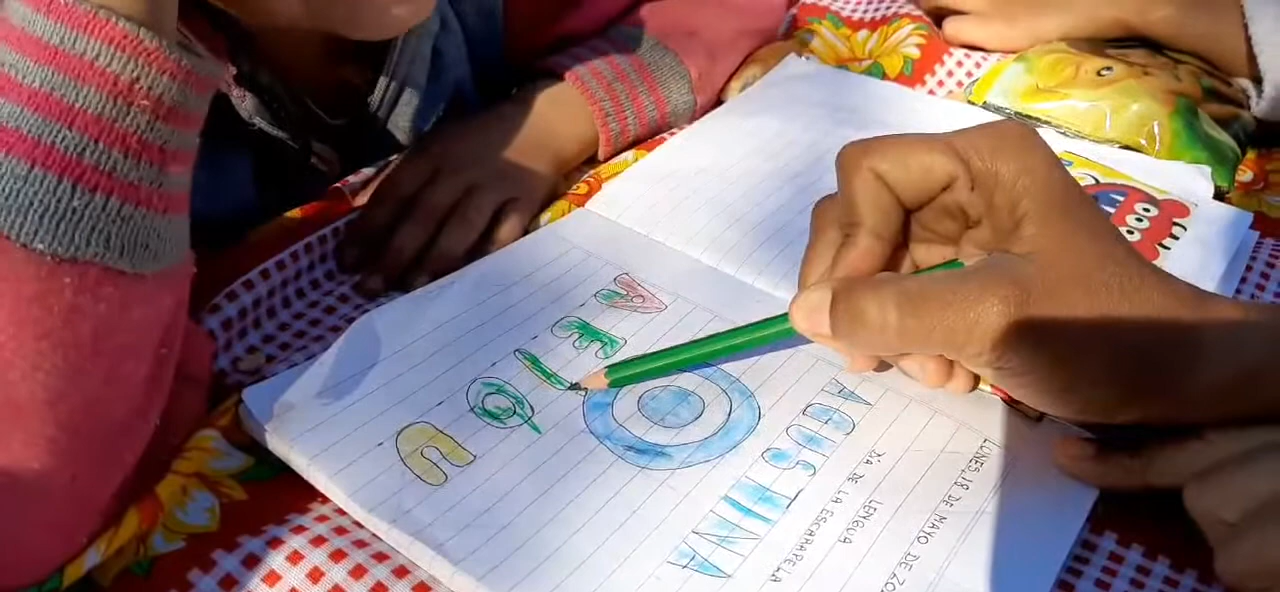 LUNES,18 DE MAYO DE
LENGUA
DÍA DE LA ESCARAPELA
AGUSTINA
A E I O U